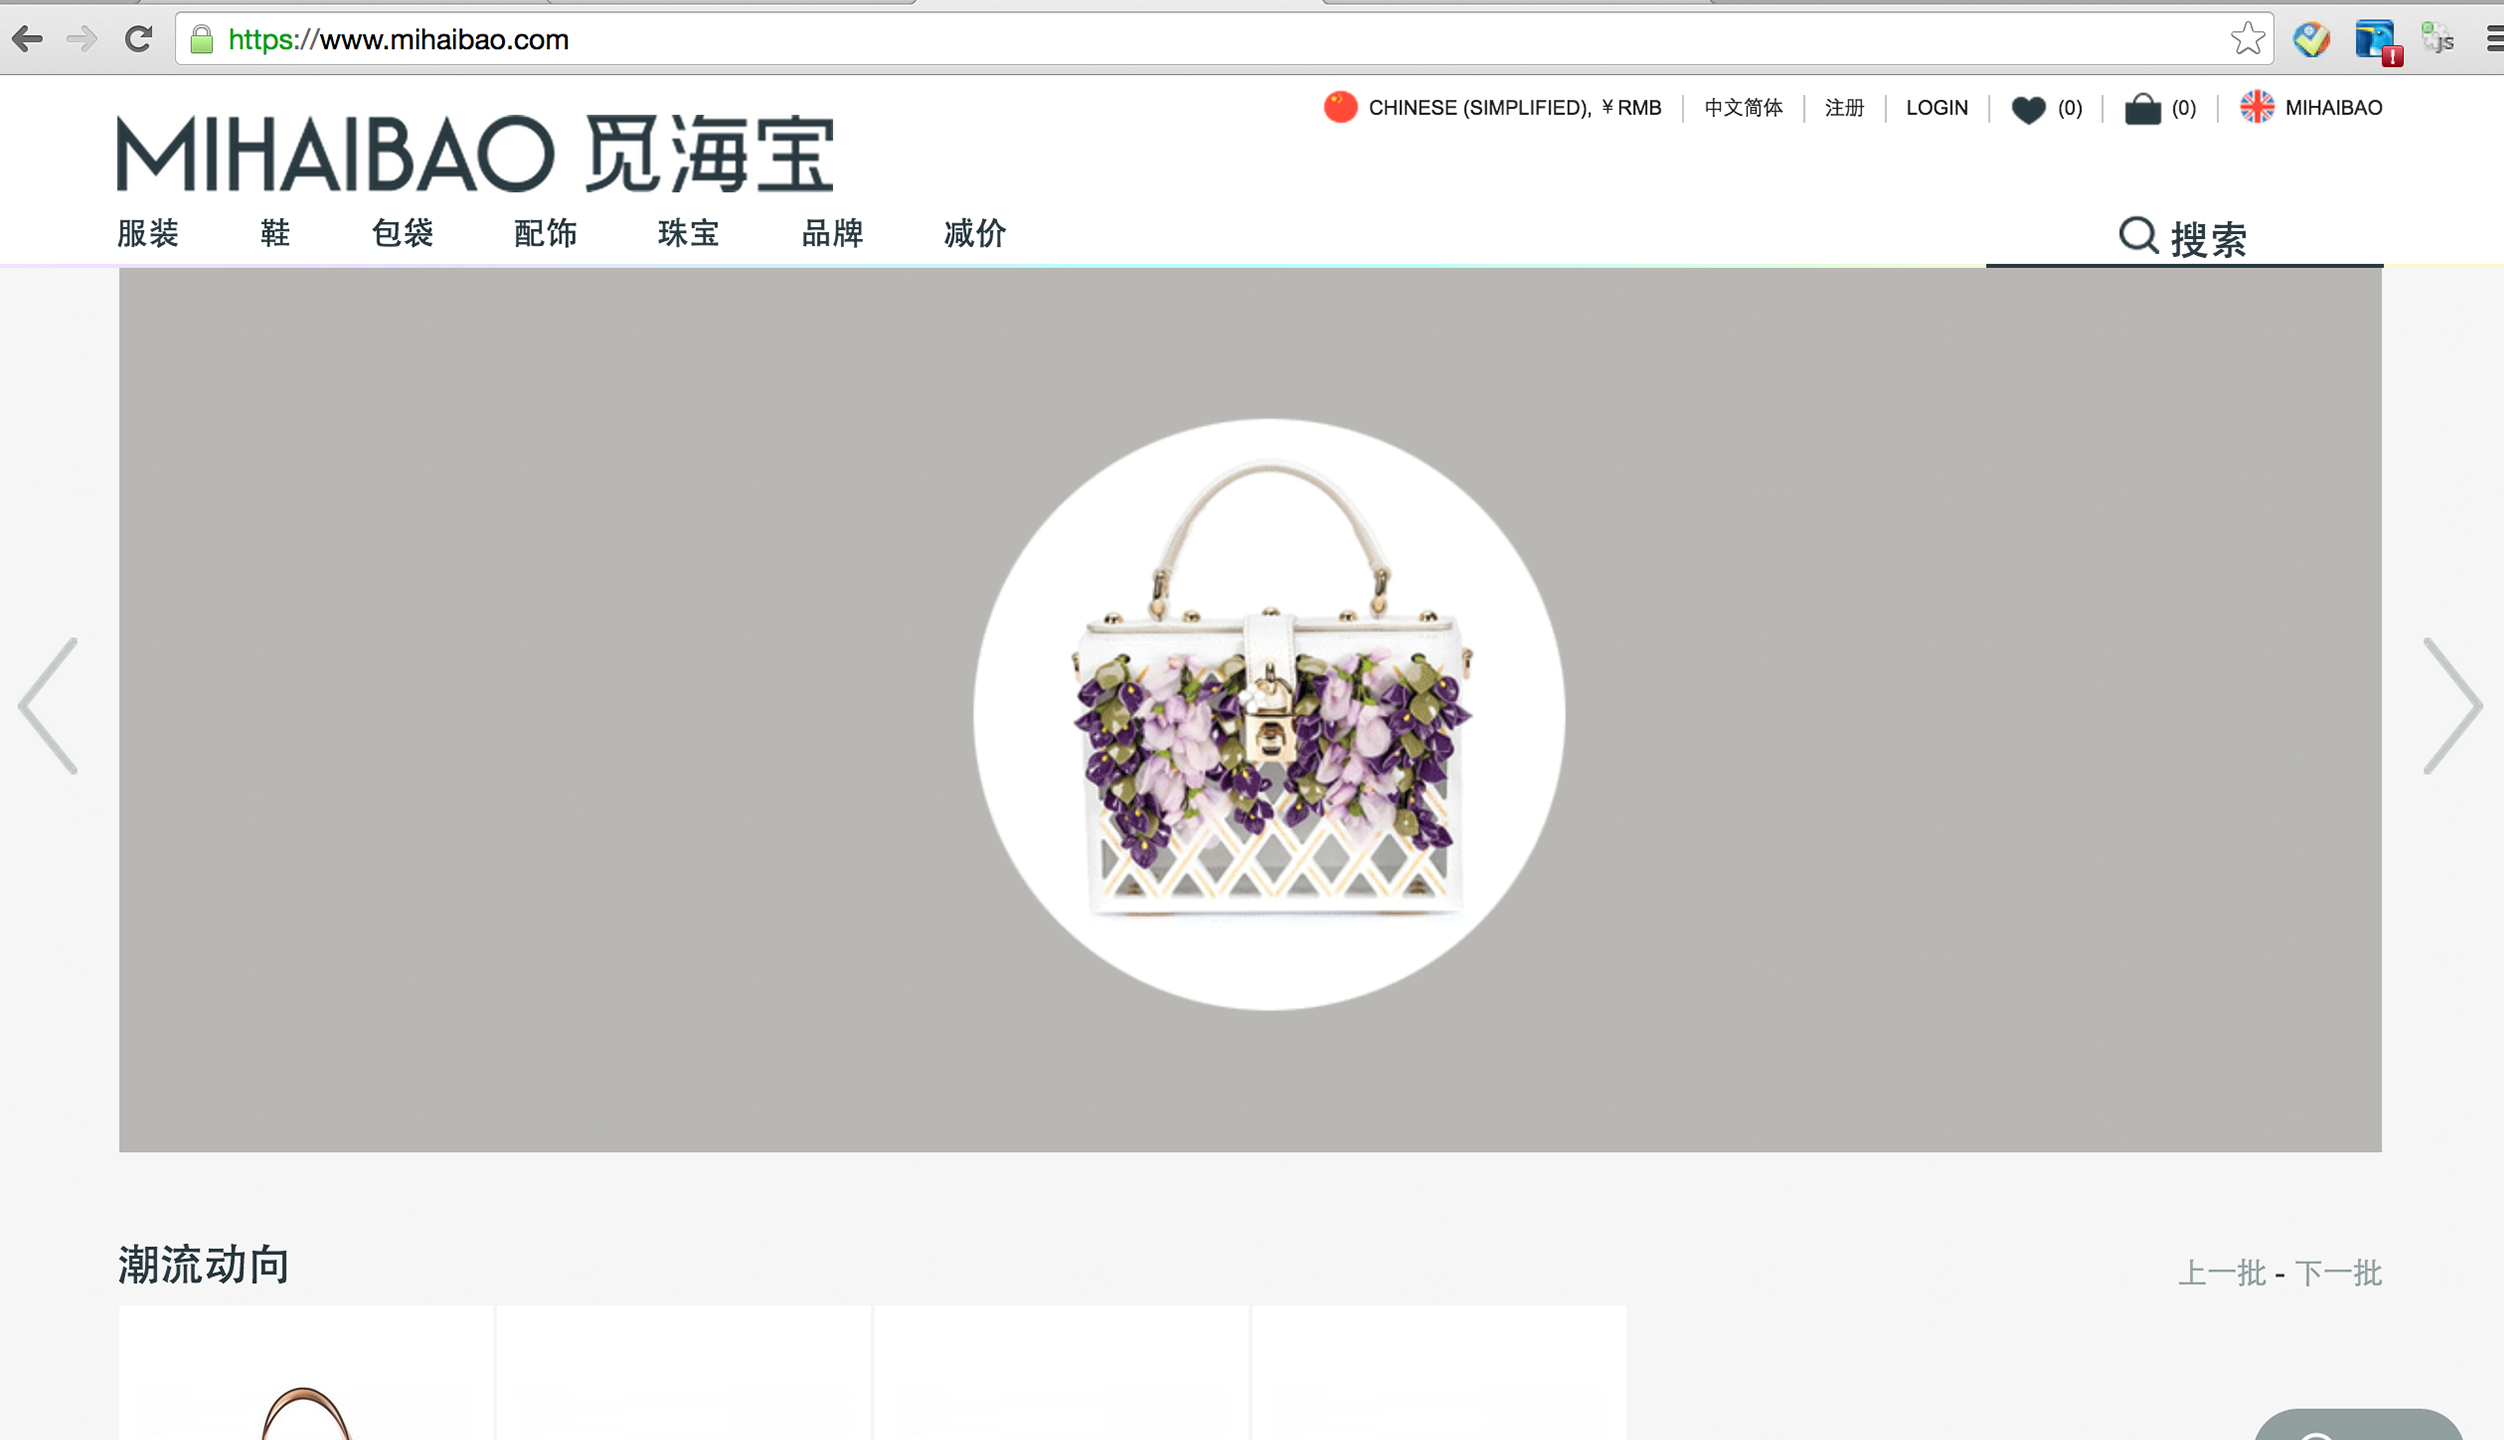 https://www.mihaibao.com
js
CHINESE (SIMPLIFIED), ¥ RMB 中文简体 注册 LOGIN (0) (0) MIHAIBAO
MIHAIBAO 觅海宝
服装 鞋 包袋 配饰 珠宝 品牌 减价 搜索
潮流动向
上一批 - 下一批